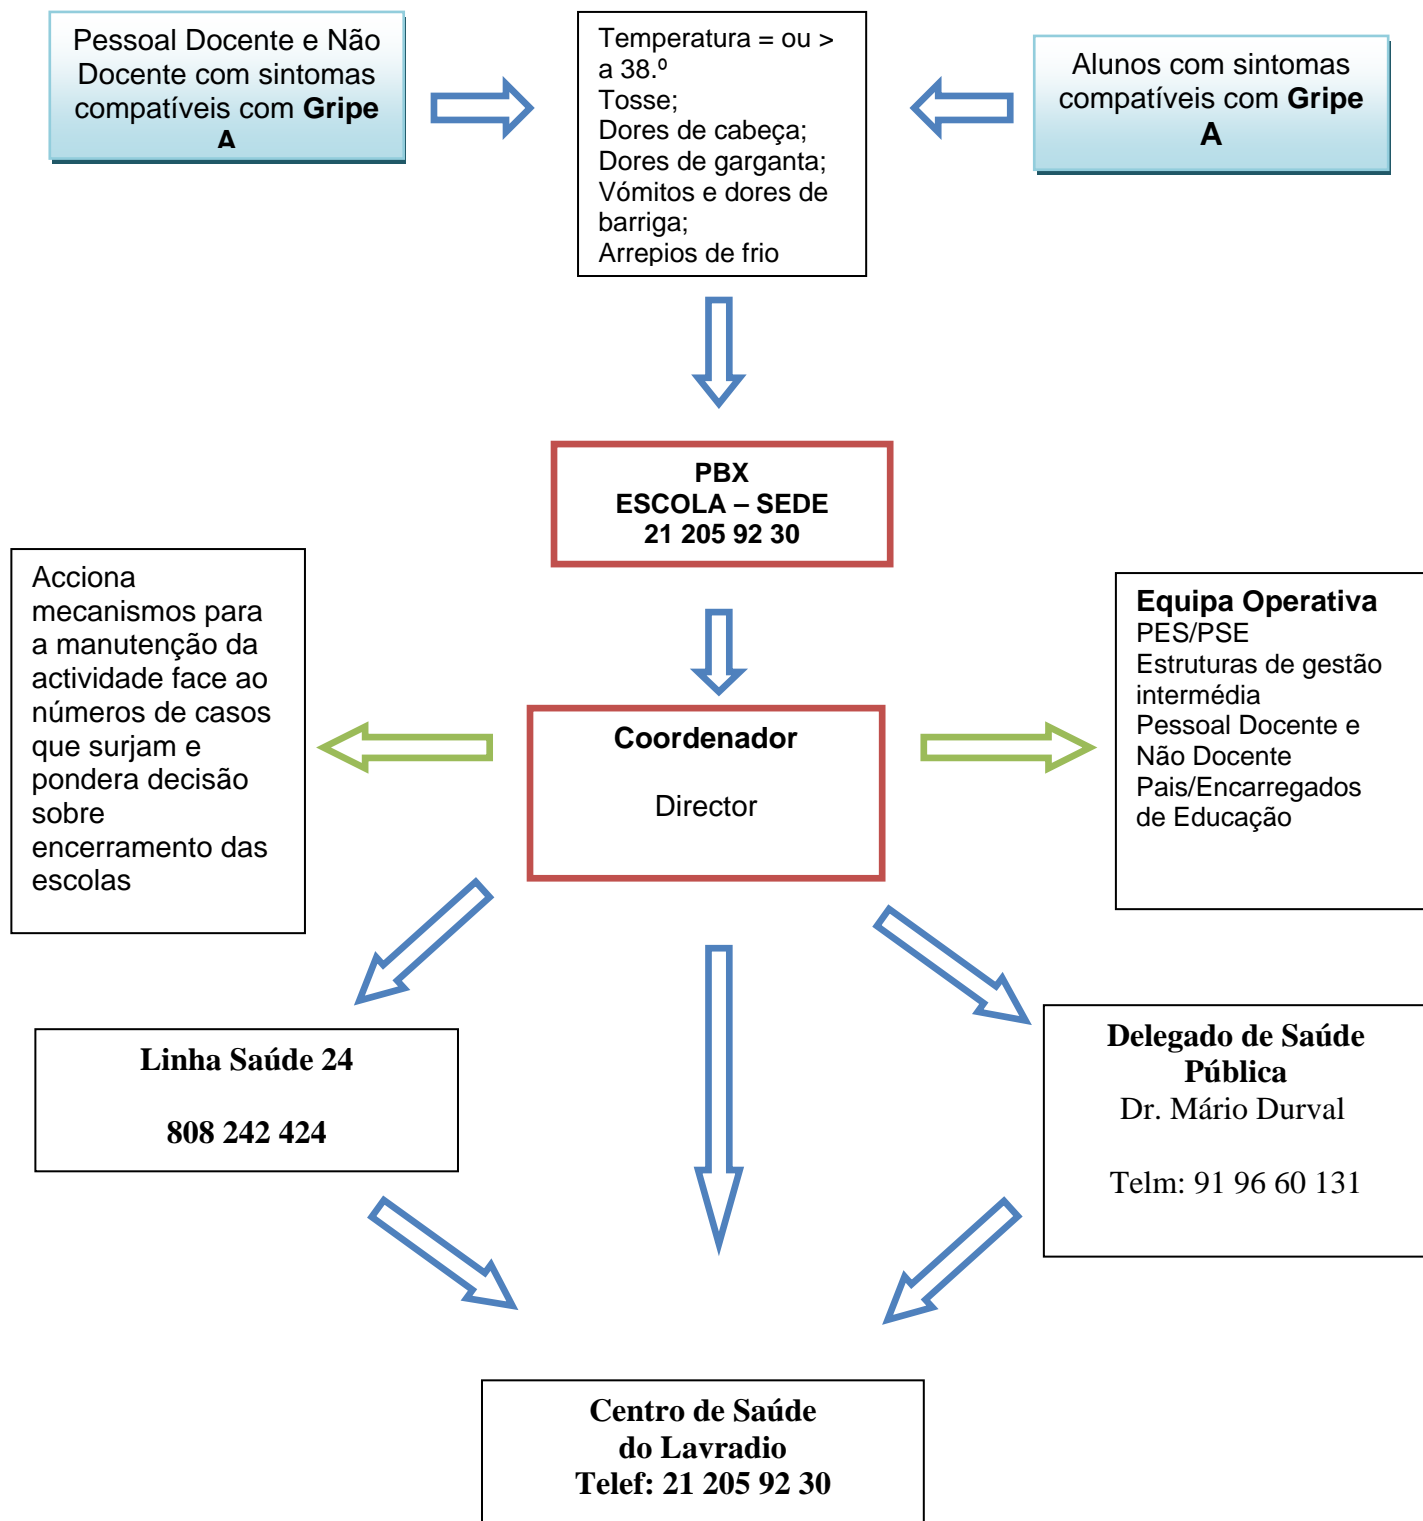 Pessoal Docente e Não
Docente com sintomas
compatíveis com Gripe
A
Temperatura = ou >
a 38.º
Tosse;
Dores de cabeça;
Dores de garganta;
Vómitos e dores de
barriga;
Arrepios de frio
Alunos com sintomas
compatíveis com Gripe
A
PBX
ESCOLA – SEDE
21 205 92 30
Acciona
mecanismos para
a manutenção da
actividade face ao
números de casos
que surjam e
pondera decisão
sobre
encerramento das
escolas
Coordenador
Director
Equipa Operativa
PES/PSE
Estruturas de gestão
intermédia
Pessoal Docente e
Não Docente
Pais/Encarregados
de Educação
Linha Saúde 24
808 242 424
Delegado de Saúde
Pública
Dr. Mário Durval
Telm: 91 96 60 131
Centro de Saúde
do Lavradio
Telef: 21 205 92 30